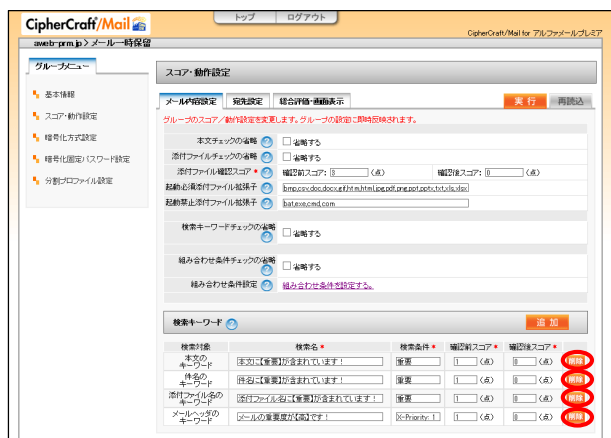 CipherCraft/Mail
トップ ログアウト
CipherCraft/Mail for アルファメールプレミア
aweb-prm.jp>メール一時保留
グループメニュー
基本情報
スコア・動作設定
暗号化方式設定
暗号化固定パスワード設定
分割プロファイル設定
スコア・動作設定
メール内容設定 宛先設定 総合評価・画面表示 実行 再読込
グループのスコア/動作設定を変更します。グループの設定に即時反映されます。
本文チェックの省略 ? 省略する
添付ファイルチェックの省略 ? 省略する
添付ファイル確認スコア * ? 確認前スコア: 3 (点) 確認後スコア: 0 (点)
起動必須添付ファイル拡張子 ? bmp,csv,doc,docx,gif,htm,html,jpg,pdf,png,ppt,pptx,txt,xls,xlsx
起動禁止添付ファイル拡張子 ? bat,exe,cmd,com
検索キーワードチェックの省略 ? 省略する
組み合わせ条件チェックの省略 ? 省略する
組み合わせ条件設定 ? 組み合わせ条件を設定する。
検索キーワード ? 追加
検索対象 検索名 * 検索条件 * 確認前スコア * 確認後スコア *
本文のキーワード 本文に【重要】が含まれています! 重要 1 (点) 0 (点) 削除
件名のキーワード 件名に【重要】が含まれています! 重要 1 (点) 0 (点) 削除
添付ファイル名のキーワード 添付ファイル名に【重要】が含まれています! 重要 1 (点) 0 (点) 削除
メールヘッダのキーワード メールの重要度が【高】です! X-Priority: 1 1 (点) 0 (点) 削除